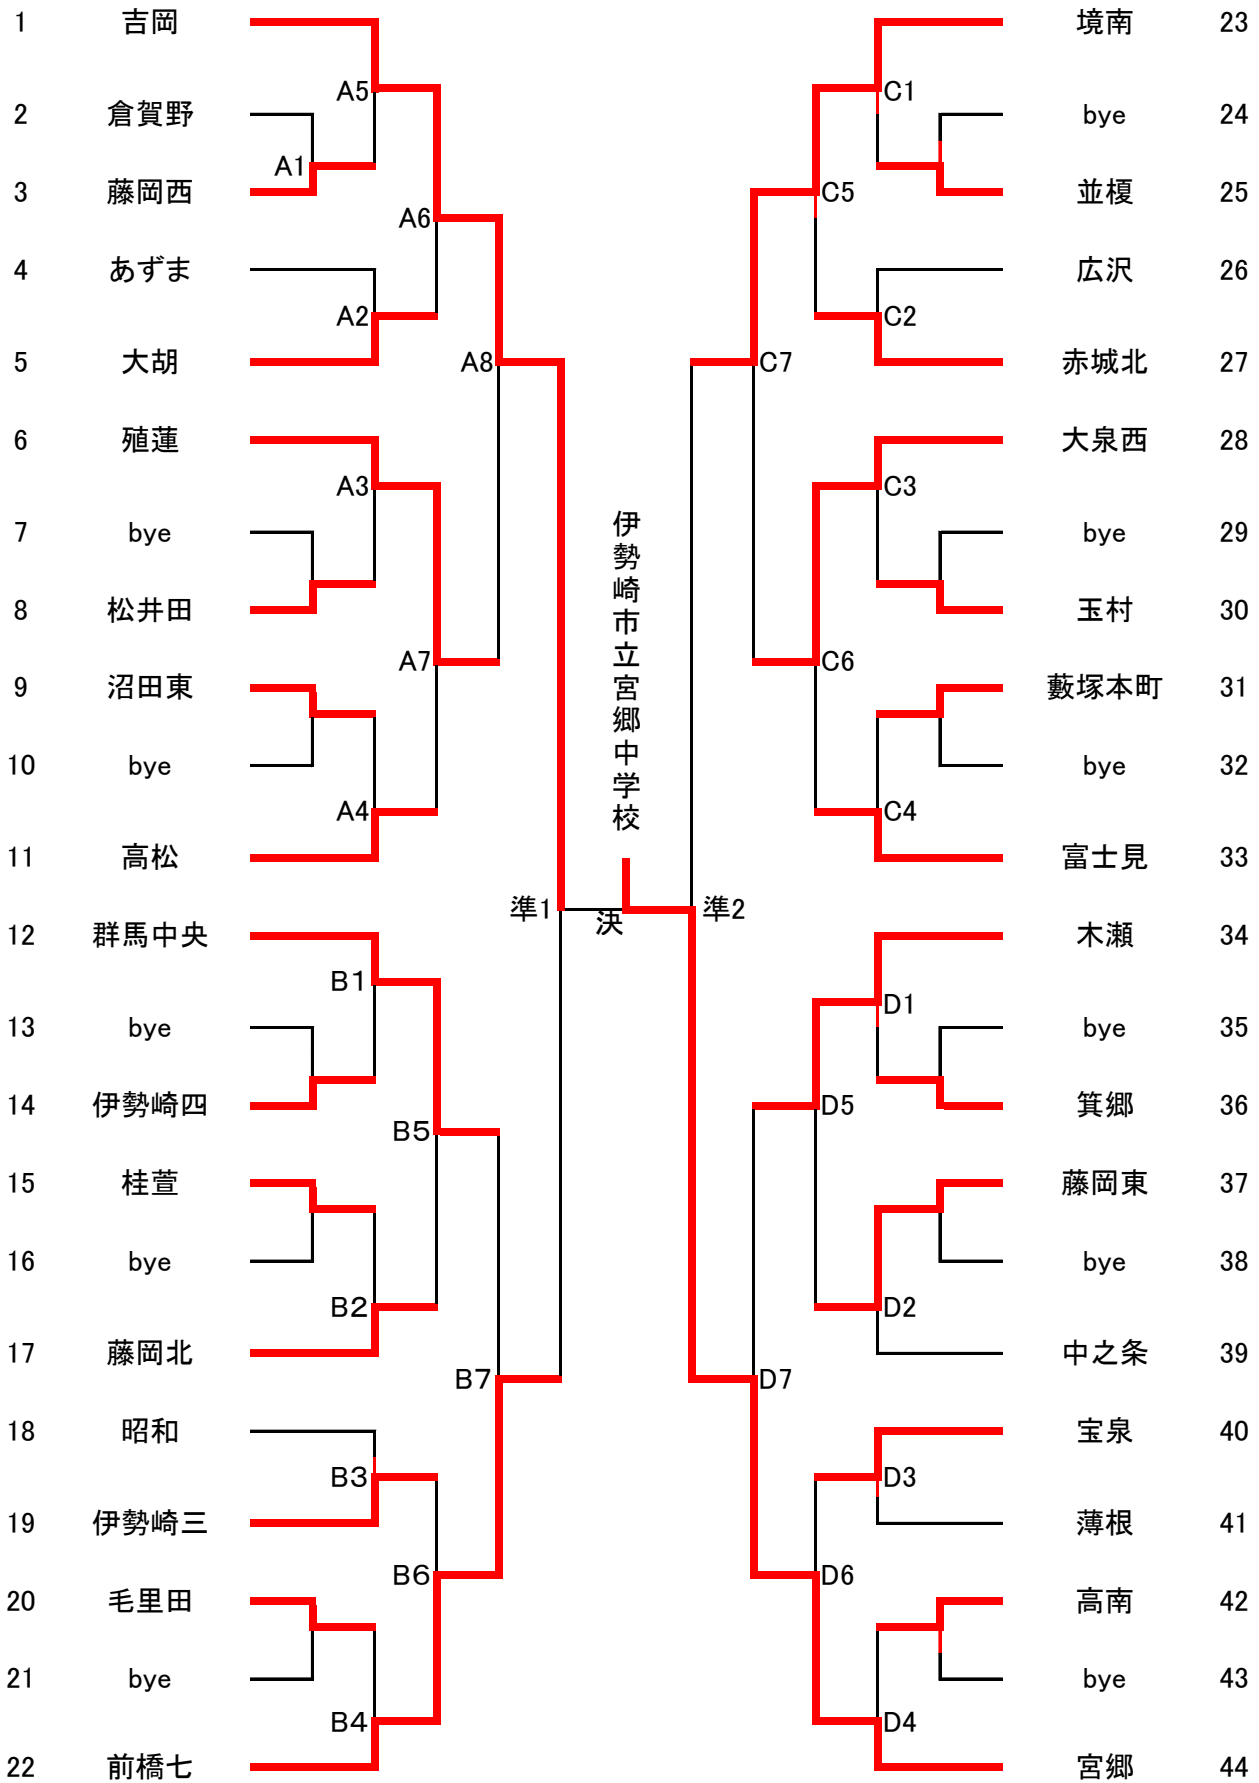 1 吉岡
2 倉賀野
3 藤岡西
4 あずま
5 大胡
6 殖蓮
7 bye
8 松井田
9 沼田東
10 bye
11 高松
12 群馬中央
13 bye
14 伊勢崎四
15 桂萱
16 bye
17 藤岡北
18 昭和
19 伊勢崎三
20 毛里田
21 bye
22 前橋七
A5
A1
A6
A2
A8
A3
A7
A4
準1
B1
B5
B2
B7
B3
B6
B4
伊勢崎市立宮郷中学校
決
C1
C5
C2
C7
C3
C6
C4
準2
D1
D5
D2
D7
D3
D6
D4
境南 23
bye 24
並榎 25
広沢 26
赤城北 27
大泉西 28
bye 29
玉村 30
藪塚本町 31
bye 32
富士見 33
木瀬 34
bye 35
箕郷 36
藤岡東 37
bye 38
中之条 39
宝泉 40
薄根 41
高南 42
bye 43
宮郷 44